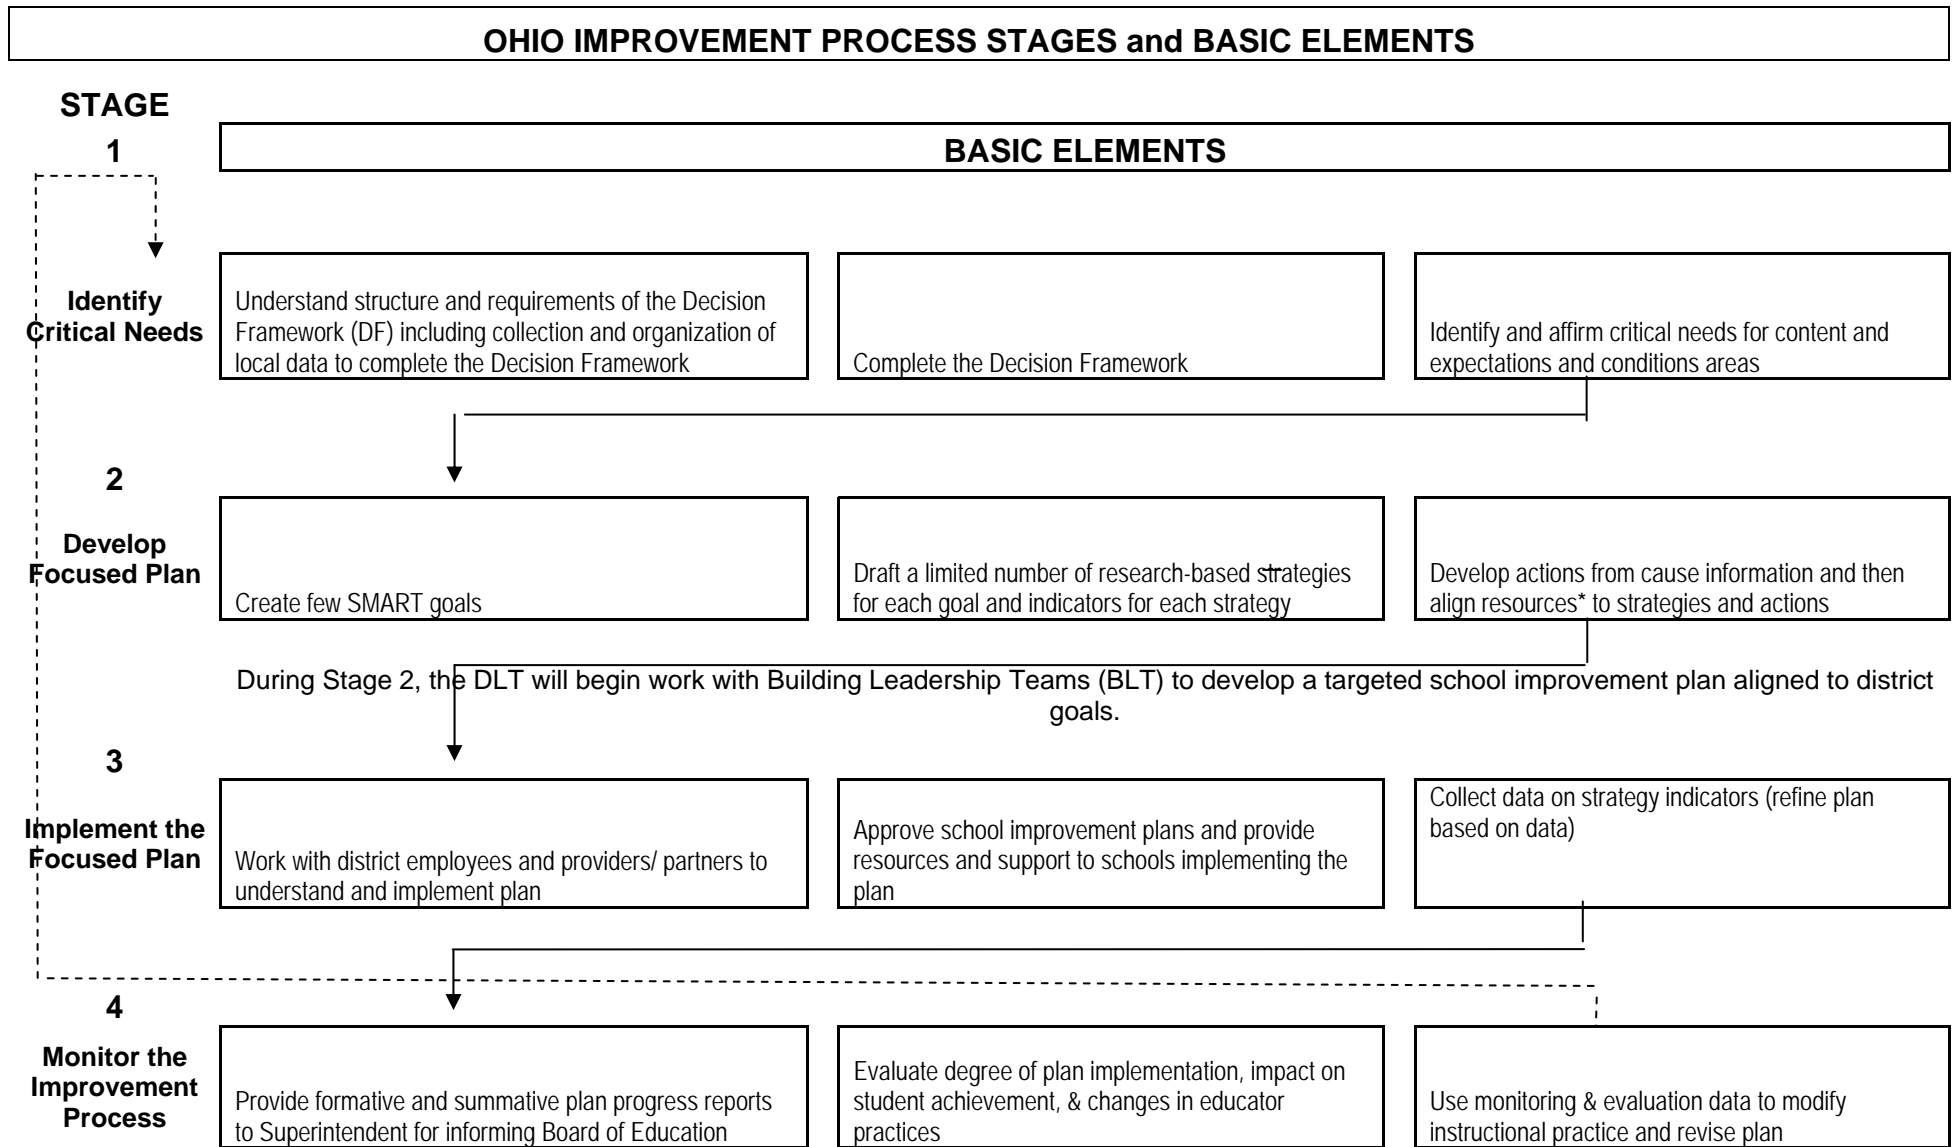 OHIO IMPROVEMENT PROCESS STAGES and BASIC ELEMENTS
STAGE
1
BASIC ELEMENTS
Identify
Critical Needs
Understand structure and requirements of the Decision
Framework (DF) including collection and organization of
local data to complete the Decision Framework
Complete the Decision Framework
Identify and affirm critical needs for content and
expectations and conditions areas
2
Develop
Focused Plan
Create few SMART goals
Draft a limited number of research-based strategies
for each goal and indicators for each strategy
Develop actions from cause information and then
align resources* to strategies and actions
During Stage 2, the DLT will begin work with Building Leadership Teams (BLT) to develop a targeted school improvement plan aligned to district
goals.
3
Implement the
Focused Plan
Work with district employees and providers/ partners to
understand and implement plan
Approve school improvement plans and provide
resources and support to schools implementing the
plan
Collect data on strategy indicators (refine plan
based on data)
4
Monitor the
Improvement
Process
Provide formative and summative plan progress reports
to Superintendent for informing Board of Education
Evaluate degree of plan implementation, impact on
student achievement, & changes in educator
practices
Use monitoring & evaluation data to modify
instructional practice and revise plan